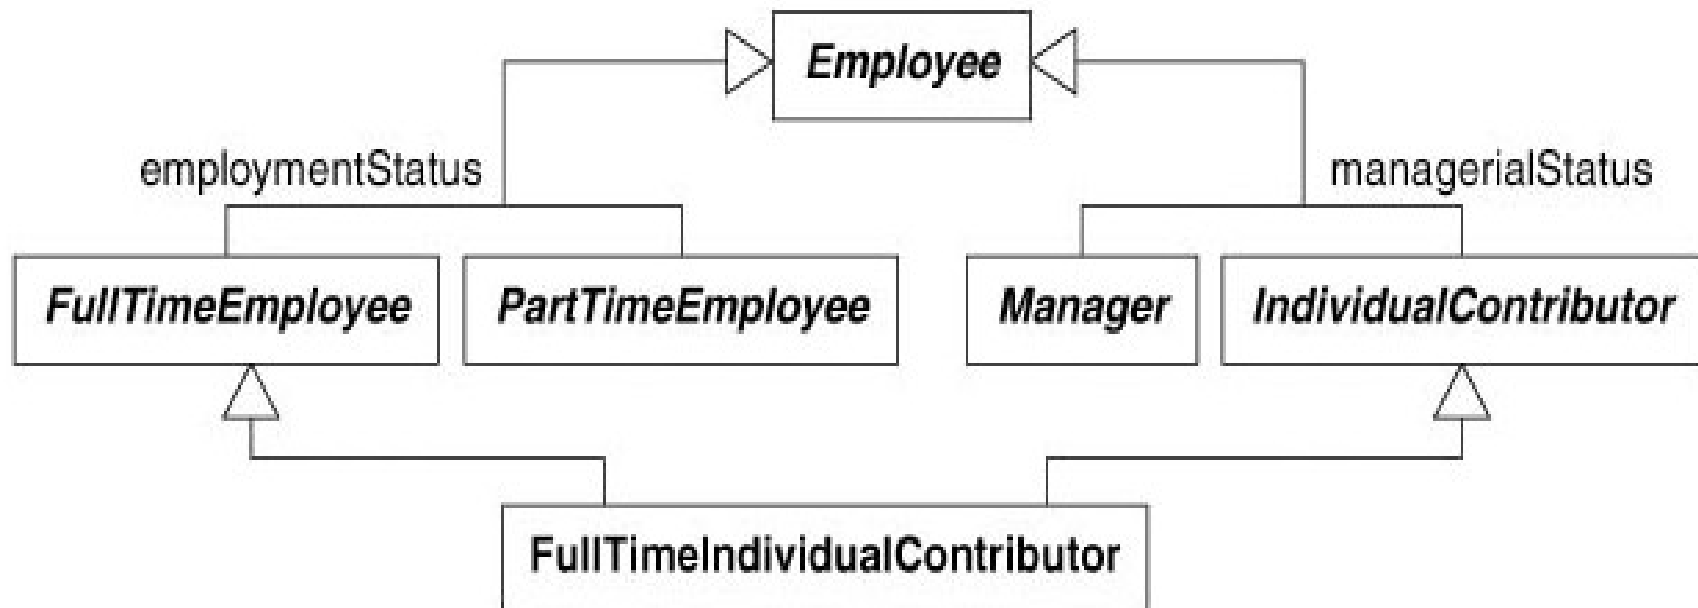 Employee
employmentStatus
managerialStatus
FullTimeEmployee
PartTimeEmployee
Manager
IndividualContributor
FullTimeIndividualContributor